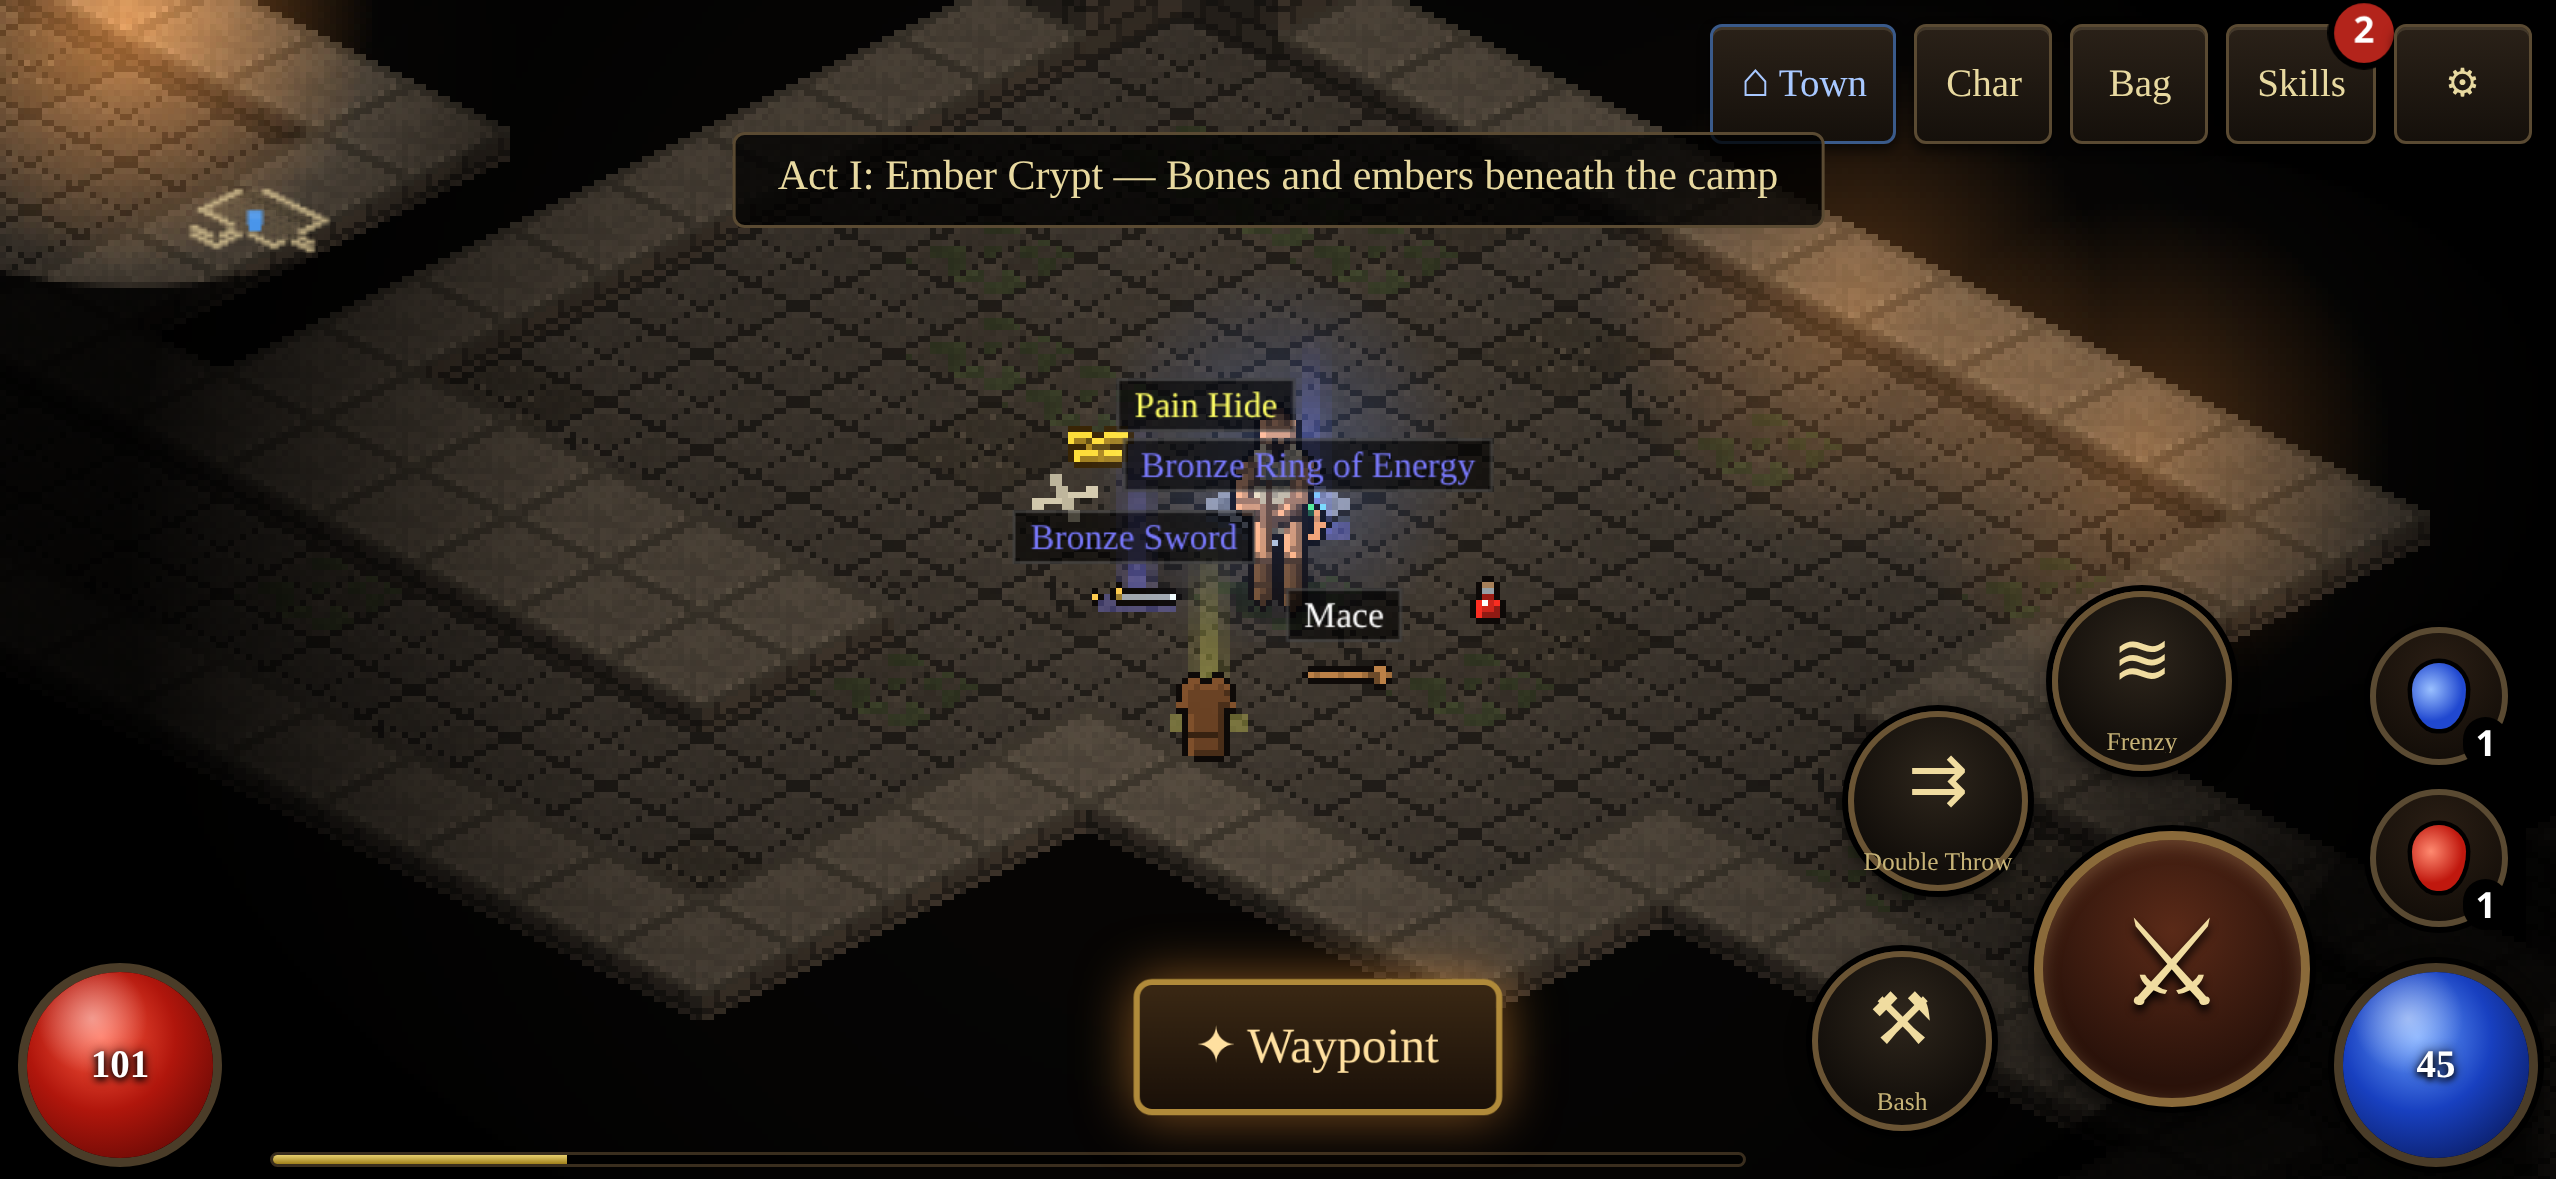 2
⌂ Town
Char
Bag
Skills
⚙
Act I: Ember Crypt — Bones and embers beneath the camp
Pain Hide
Bronze Ring of Energy
Bronze Sword
Mace
Frenzy
1
Double Throw
1
✦ Waypoint
101
45
Bash